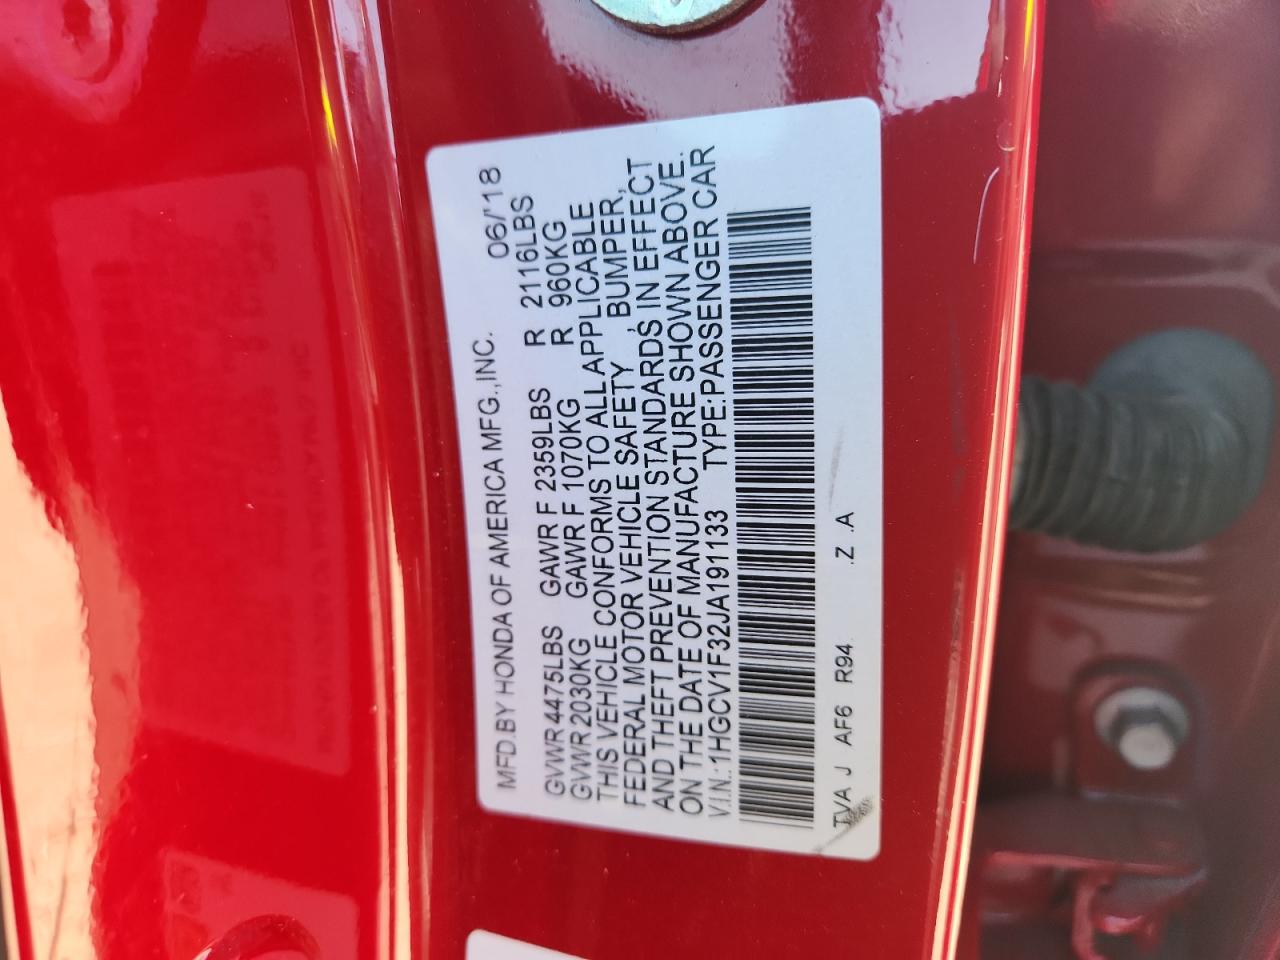 MFD.BY HONDA OF AMERICA MFG.,INC. 06/'18
GVWR 4475LBS GAWR F 2359LBS R 2116LBS
GVWR 2030KG GAWR F 1070KG R 960KG
THIS VEHICLE CONFORMS TO ALL APPLICABLE
FEDERAL MOTOR VEHICLE SAFETY, BUMPER,
AND THEFT PREVENTION STANDARDS, IN EFFECT
ON THE DATE OF MANUFACTURE SHOWN ABOVE.
V.I.N.:1HGCV1F32JA191133 TYPE:PASSENGER CAR
TVA J AF6 R94 .Z .A